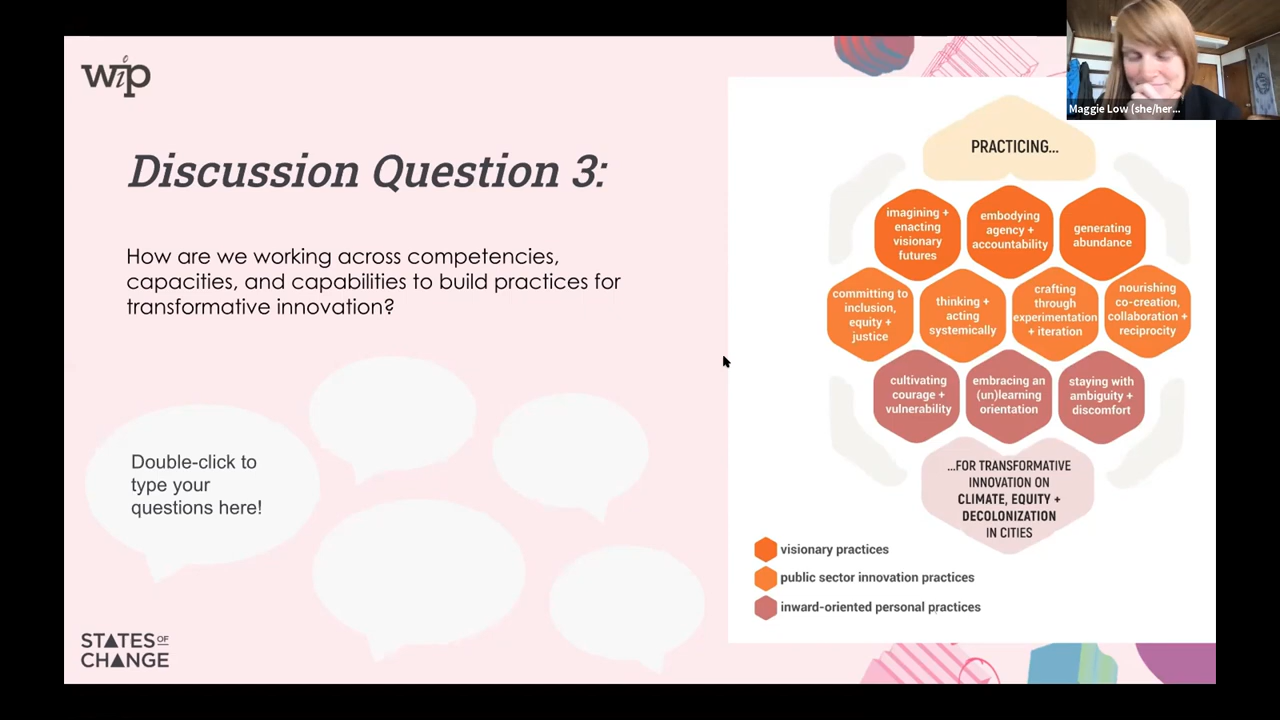 wip
Discussion Question 3:
How are we working across competencies,
capacities, and capabilities to build practices for
transformative innovation?
Double-click to
type your
questions here!
STATES OF
CHANGE
Maggie Low (she/her...
PRACTICING...
imagining +
enacting
visionary
futures
embodying
agency +
accountability
generating
abundance
committing to
inclusion,
equity +
justice
thinking +
acting
systemically
crafting
through
experimentation
+ iteration
nourishing
co-creation,
collaboration +
reciprocity
cultivating
courage +
vulnerability
embracing an
(un)learning
orientation
staying with
ambiguity +
discomfort
...FOR TRANSFORMATIVE
INNOVATION ON
CLIMATE, EQUITY +
DECOLONIZATION
IN CITIES
visionary practices
public sector innovation practices
inward-oriented personal practices